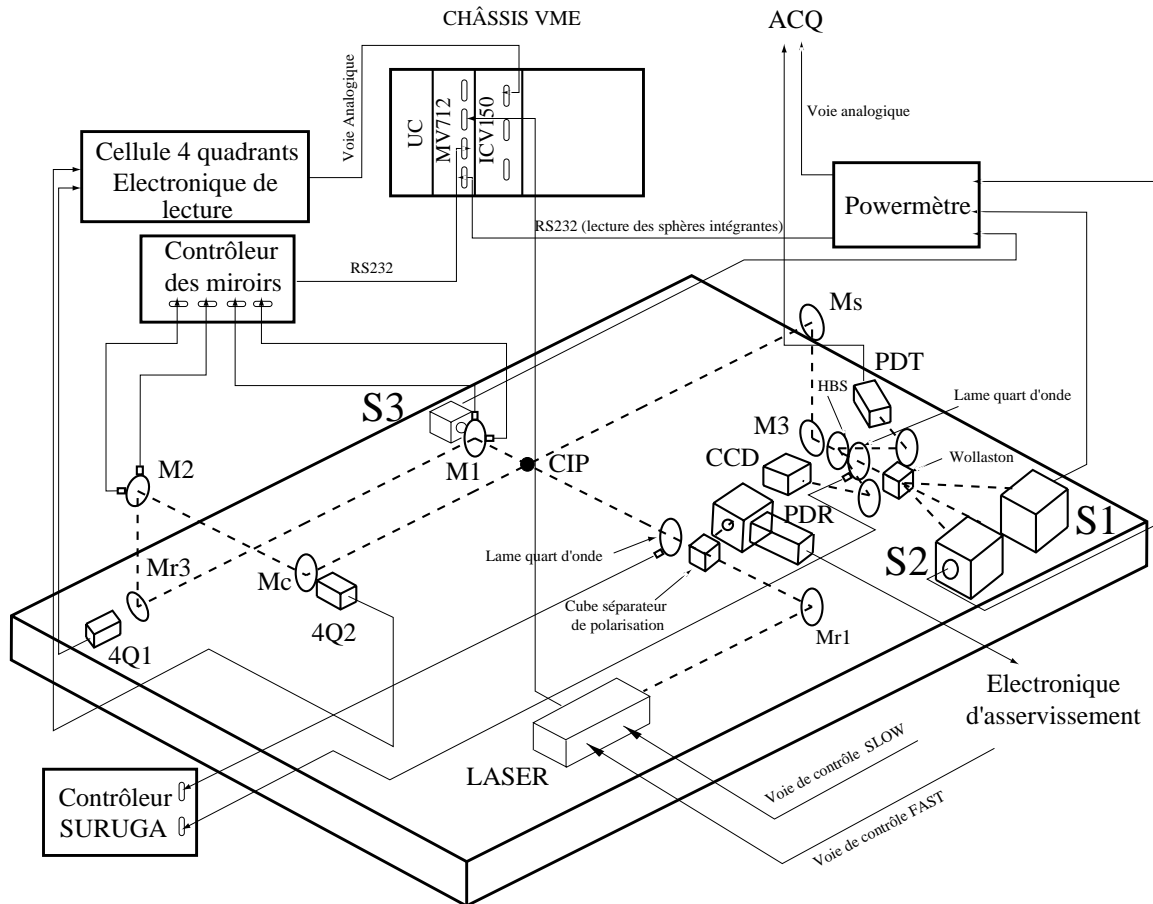 CHÂSSIS VME
ACQ
Voie Analogique
UC
MV712
ICV150
Voie analogique
Cellule 4 quadrants
Electronique de
lecture
Powermètre
RS232 (lecture des sphères intégrantes)
Contrôleur
des miroirs
RS232
Ms
PDT
HBS
Lame quart d'onde
S3
M3
M1
CIP
CCD
Wollaston
M2
PDR
S1
S2
Lame quart d'onde
Mr3
Mc
Cube séparateur
de polarisation
4Q1
4Q2
Mr1
Electronique
d'asservissement
LASER
Voie de contrôle SLOW
Voie de contrôle FAST
Contrôleur
SURUGA